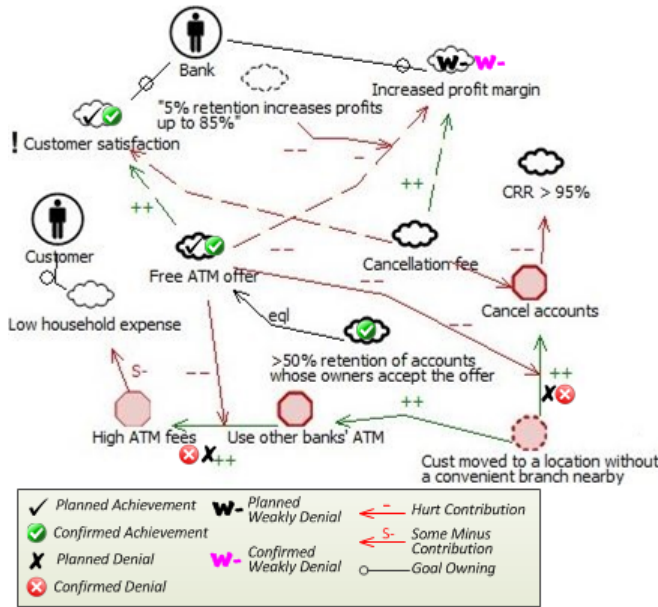 Bank
W- W-
Increased profit margin
"5% retention increases profits
up to 85%"
! Customer satisfaction
-- -
++
++
CRR > 95%
Customer
Free ATM offer
--
Cancellation fee
--
--
--
Cancel accounts
Low household expense
eql
--
>50% retention of accounts
whose owners accept the offer
S-
--
++
++
High ATM fees
Use other banks' ATM
++
Cust moved to a location without
a convenient branch nearby
Planned Achievement
Confirmed Achievement
Planned Denial
Confirmed Denial
W- Planned
Weakly Denial
W- Confirmed
Weakly Denial
- Hurt Contribution
S- Some Minus
Contribution
Goal Owning